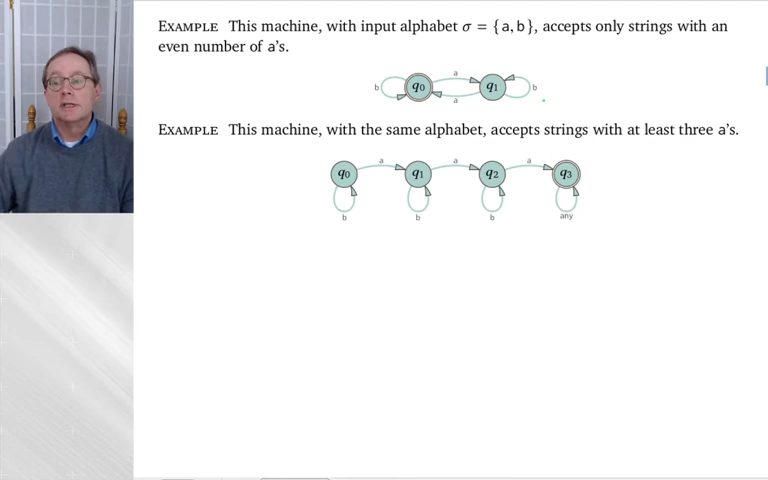 EXAMPLE This machine, with input alphabet σ = {a, b}, accepts only strings with an
even number of a's.
a
b q0 q1 b
a
EXAMPLE This machine, with the same alphabet, accepts strings with at least three a's.
a a a
q0 q1 q2 q3
b b b any